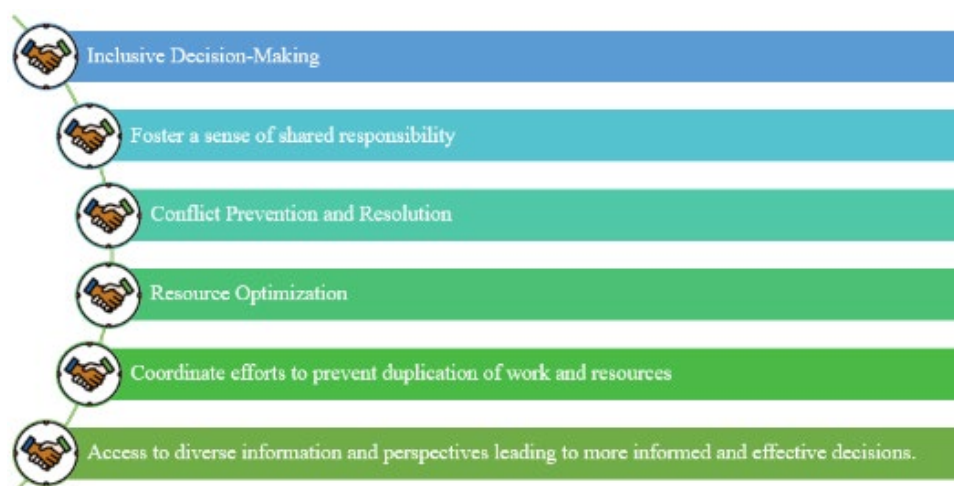 Inclusive Decision-Making
Foster a sense of shared responsibility
Conflict Prevention and Resolution
Resource Optimization
Coordinate efforts to prevent duplication of work and resources
Access to diverse information and perspectives leading to more informed and effective decisions.